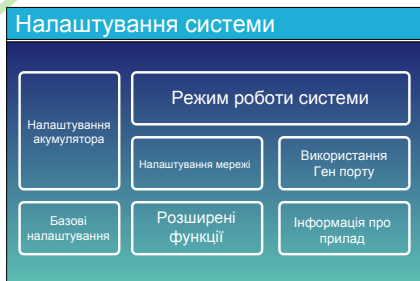 Налаштування системи
Режим роботи системи
Налаштування
акумулятора
Налаштування мережі
Використання
Ген порту
Базові
налаштування
Розширені
функції
Інформація про
прилад